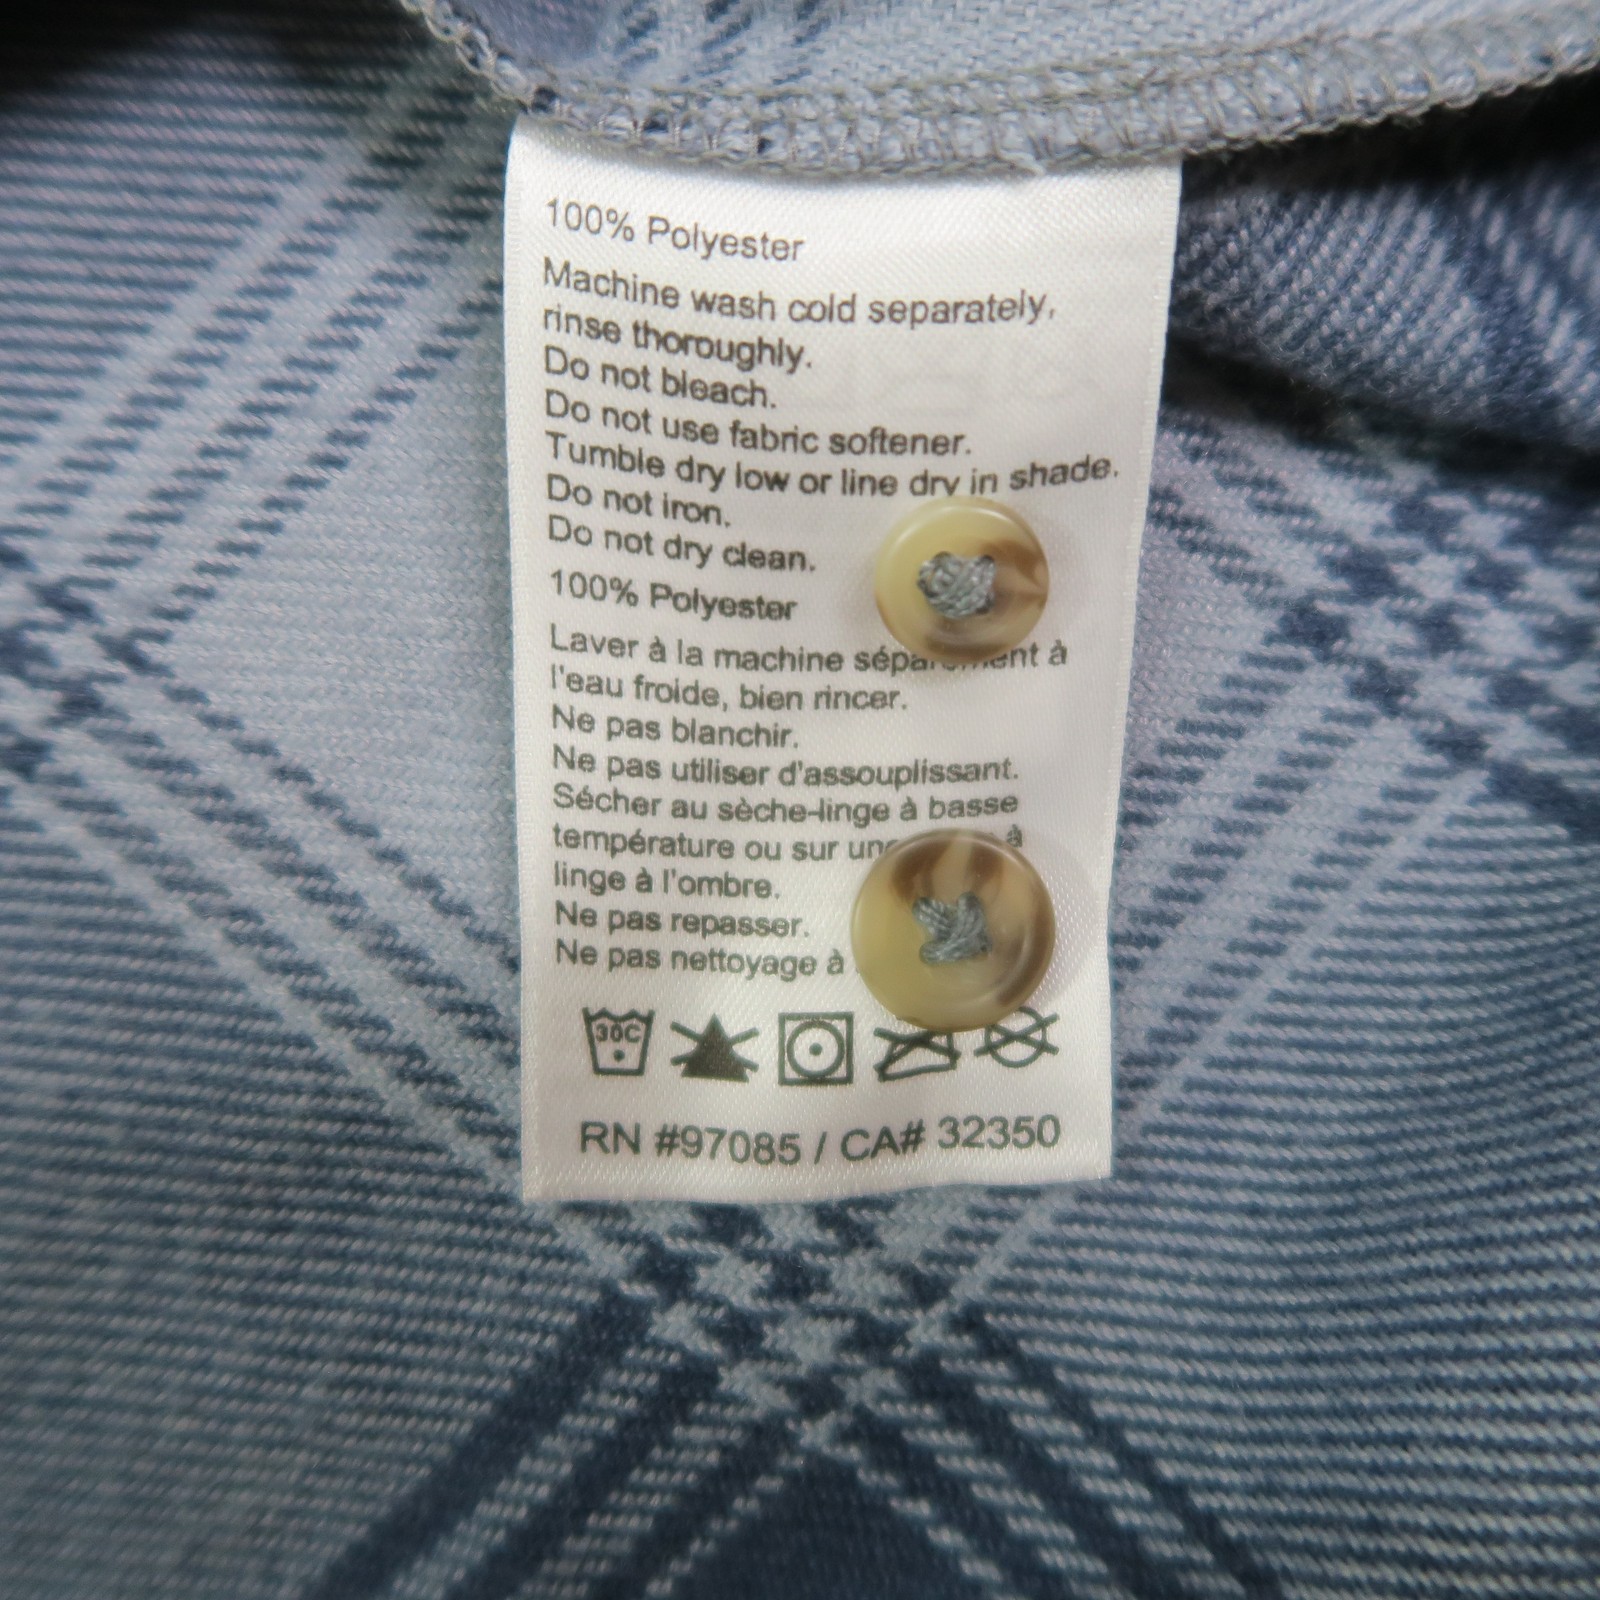 100% Polyester
Machine wash cold separately,
rinse thoroughly.
Do not bleach.
Do not use fabric softener.
Tumble dry low or line dry in shade.
Do not iron.
Do not dry clean.
100% Polyester
Laver à la machine séparément à
l'eau froide, bien rincer.
Ne pas blanchir.
Ne pas utiliser d'assouplissant.
Sécher au sèche-linge à basse
température ou sur une à
linge à l'ombre.
Ne pas repasser.
Ne pas nettoyage à
30C
RN #97085 / CA# 32350